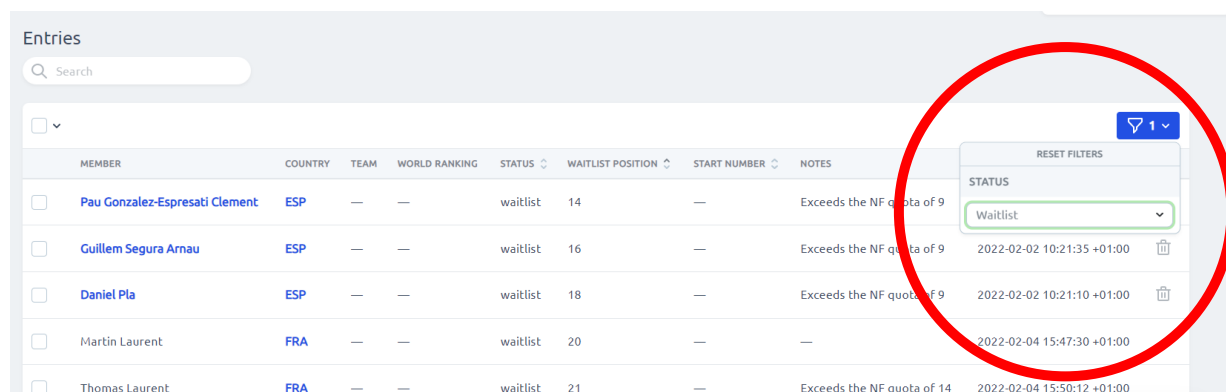 Entries
Search
1
MEMBER COUNTRY TEAM WORLD RANKING STATUS WAITLIST POSITION START NUMBER NOTES
RESET FILTERS
STATUS
Waitlist
Pau Gonzalez-Espresati Clement ESP — — waitlist 14 — Exceeds the NF quota of 9
Guillem Segura Arnau ESP — — waitlist 16 — Exceeds the NF quota of 9 2022-02-02 10:21:35 +01:00
Daniel Pla ESP — — waitlist 18 — Exceeds the NF quota of 9 2022-02-02 10:21:10 +01:00
Martin Laurent FRA — — waitlist 20 — — 2022-02-04 15:47:30 +01:00
Thomas Laurent FRA — — waitlist 21 — Exceeds the NF quota of 14 2022-02-04 15:50:12 +01:00